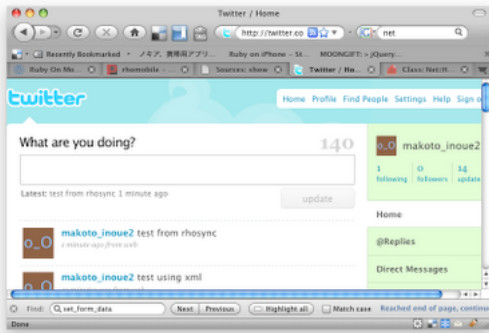 Twitter / Home
http://twitter.co
net
Recently Bookmarked
ノキア、携帯用アプリ...
Ruby on iPhone – St...
MOONGIFT: » jQuery...
Ruby On Mo...
rhomobile – ...
Sources: show
Twitter / Ho...
Class: Net::H...
twitter
Home Profile Find People Settings Help Sign o
What are you doing?
140
Latest: test from rhosync 1 minute ago
update
makoto_inoue2
1
0
14
following
followers
update
o_O makoto_inoue2 test from rhosync
1 minute ago from web
o_O makoto_inoue2 test using xml
Home
@Replies
Direct Messages
Find: set_form_data
Next
Previous
Highlight all
Match case
Reached end of page, continue
Done